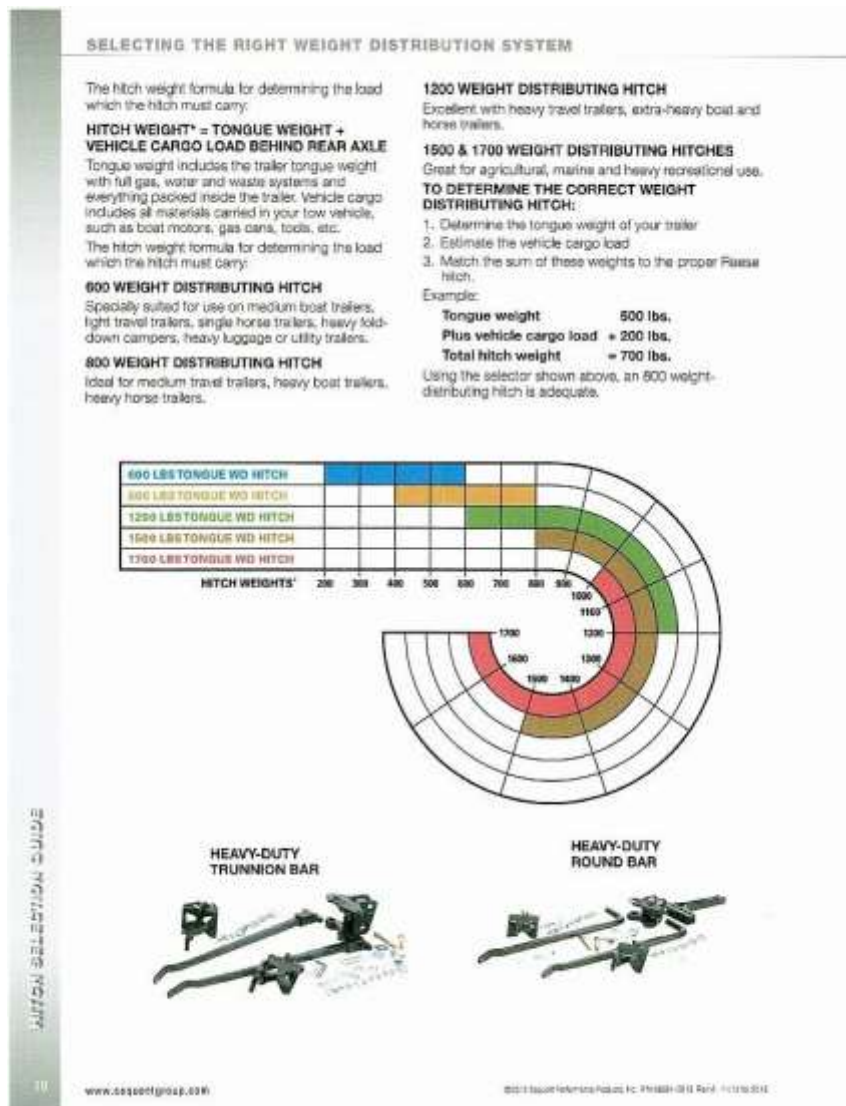 SELECTING THE RIGHT WEIGHT DISTRIBUTION SYSTEM
The hitch weight formula for determining the load
which the hitch must carry:
HITCH WEIGHT* = TONGUE WEIGHT +
VEHICLE CARGO LOAD BEHIND REAR AXLE
Tongue weight includes the trailer tongue weight
with full gas, water and waste systems and
everything packed inside the trailer. Vehicle cargo
includes all materials carried in your tow vehicle,
such as boat motors, gas cans, tools, etc.
The hitch weight formula for determining the load
which the hitch must carry:
600 WEIGHT DISTRIBUTING HITCH
Specially suited for use on medium boat trailers,
light travel trailers, single horse trailers, heavy fold-
down campers, heavy luggage or utility trailers.
800 WEIGHT DISTRIBUTING HITCH
Ideal for medium travel trailers, heavy boat trailers,
heavy horse trailers.
1200 WEIGHT DISTRIBUTING HITCH
Excellent with heavy travel trailers, extra-heavy boat and
horse trailers.
1500 & 1700 WEIGHT DISTRIBUTING HITCHES
Great for agricultural, marine and heavy recreational use.
TO DETERMINE THE CORRECT WEIGHT
DISTRIBUTING HITCH:
1. Determine the tongue weight of your trailer
2. Estimate the vehicle cargo load
3. Match the sum of these weights to the proper Reese
hitch.
Example:
Tongue weight 500 lbs.
Plus vehicle cargo load + 200 lbs.
Total hitch weight = 700 lbs.
Using the selector shown above, an 800 weight-
distributing hitch is adequate.
600 LBS TONGUE WD HITCH
800 LBS TONGUE WD HITCH
1200 LBS TONGUE WD HITCH
1500 LBS TONGUE WD HITCH
1700 LBS TONGUE WD HITCH
HITCH WEIGHTS* 200 300 400 500 600 700 800 900
1000
1100
1200
1300
1400
1500
1600
1700
HEAVY-DUTY
TRUNNION BAR
HEAVY-DUTY
ROUND BAR
HITCH SELECTION GUIDE
www.cequentgroup.com